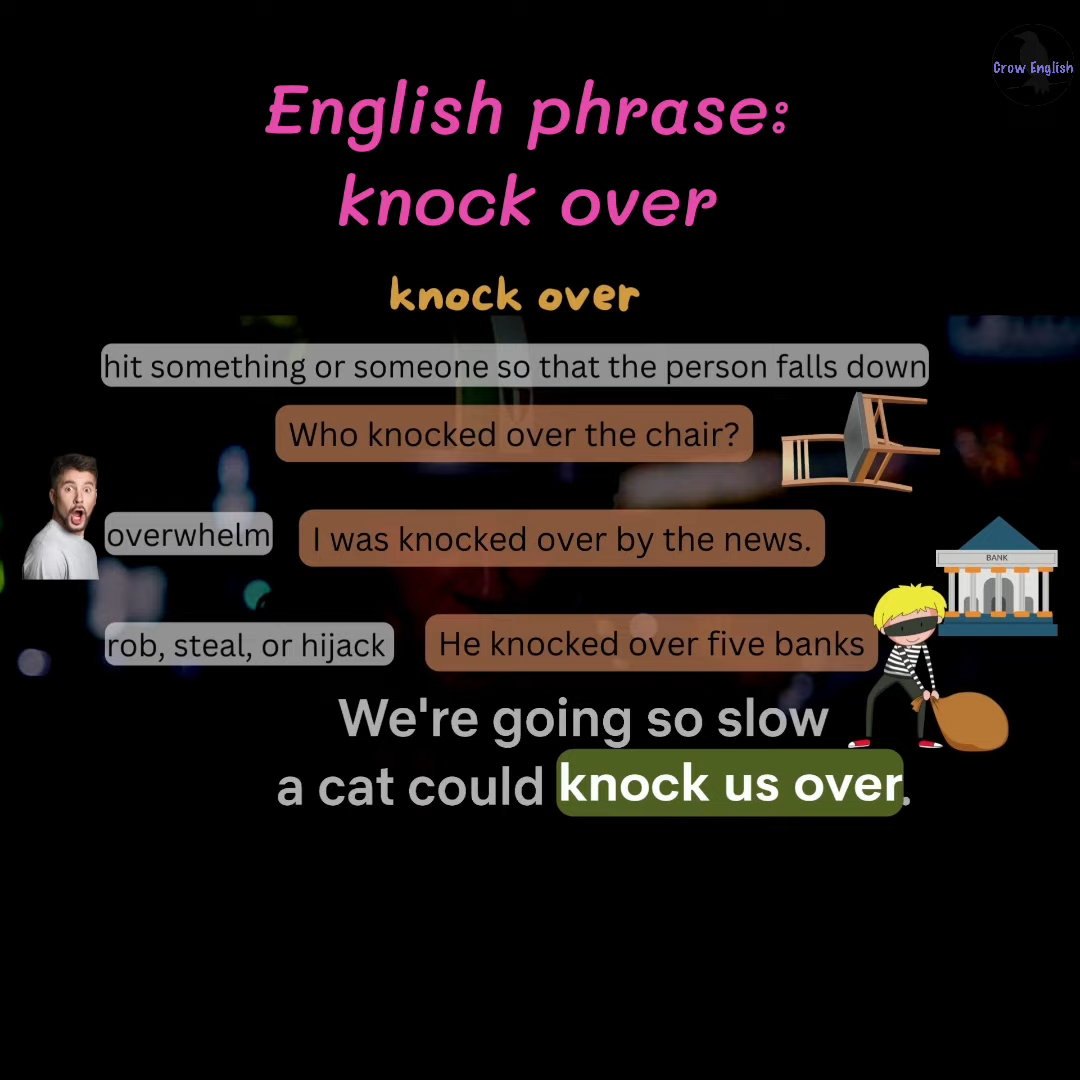 Crow English
English phrase:
knock over
knock over
hit something or someone so that the person falls down
Who knocked over the chair?
overwhelm
I was knocked over by the news.
BANK
rob, steal, or hijack
He knocked over five banks
We're going so slow
a cat could knock us over.